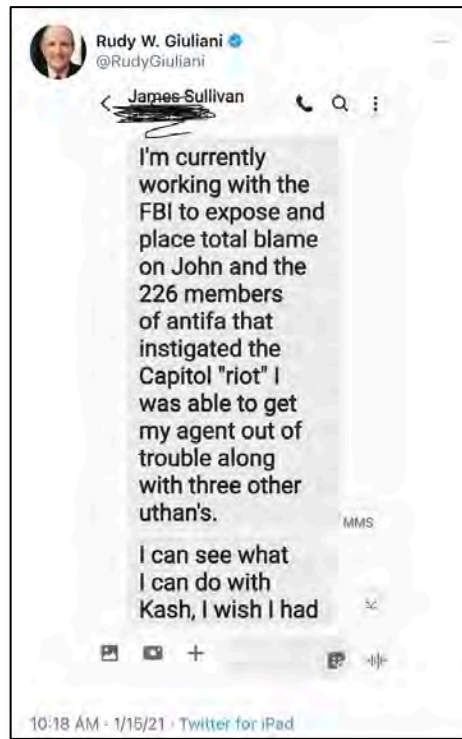 Rudy W. Giuliani
@RudyGiuliani
James Sullivan
I'm currently
working with the
FBI to expose and
place total blame
on John and the
226 members
of antifa that
instigated the
Capitol "riot" I
was able to get
my agent out of
trouble along
with three other
uthan's.
MMS
I can see what
I can do with
Kash, I wish I had
10:18 AM · 1/15/21 · Twitter for iPad